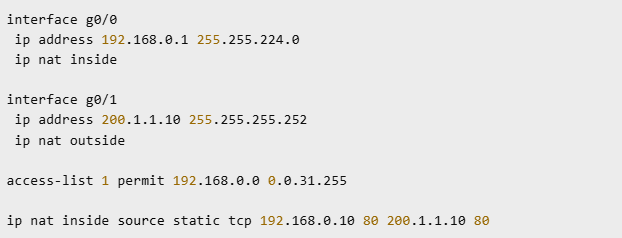 interface g0/0
ip address 192.168.0.1 255.255.224.0
ip nat inside
interface g0/1
ip address 200.1.1.10 255.255.255.252
ip nat outside
access-list 1 permit 192.168.0.0 0.0.31.255
ip nat inside source static tcp 192.168.0.10 80 200.1.1.10 80